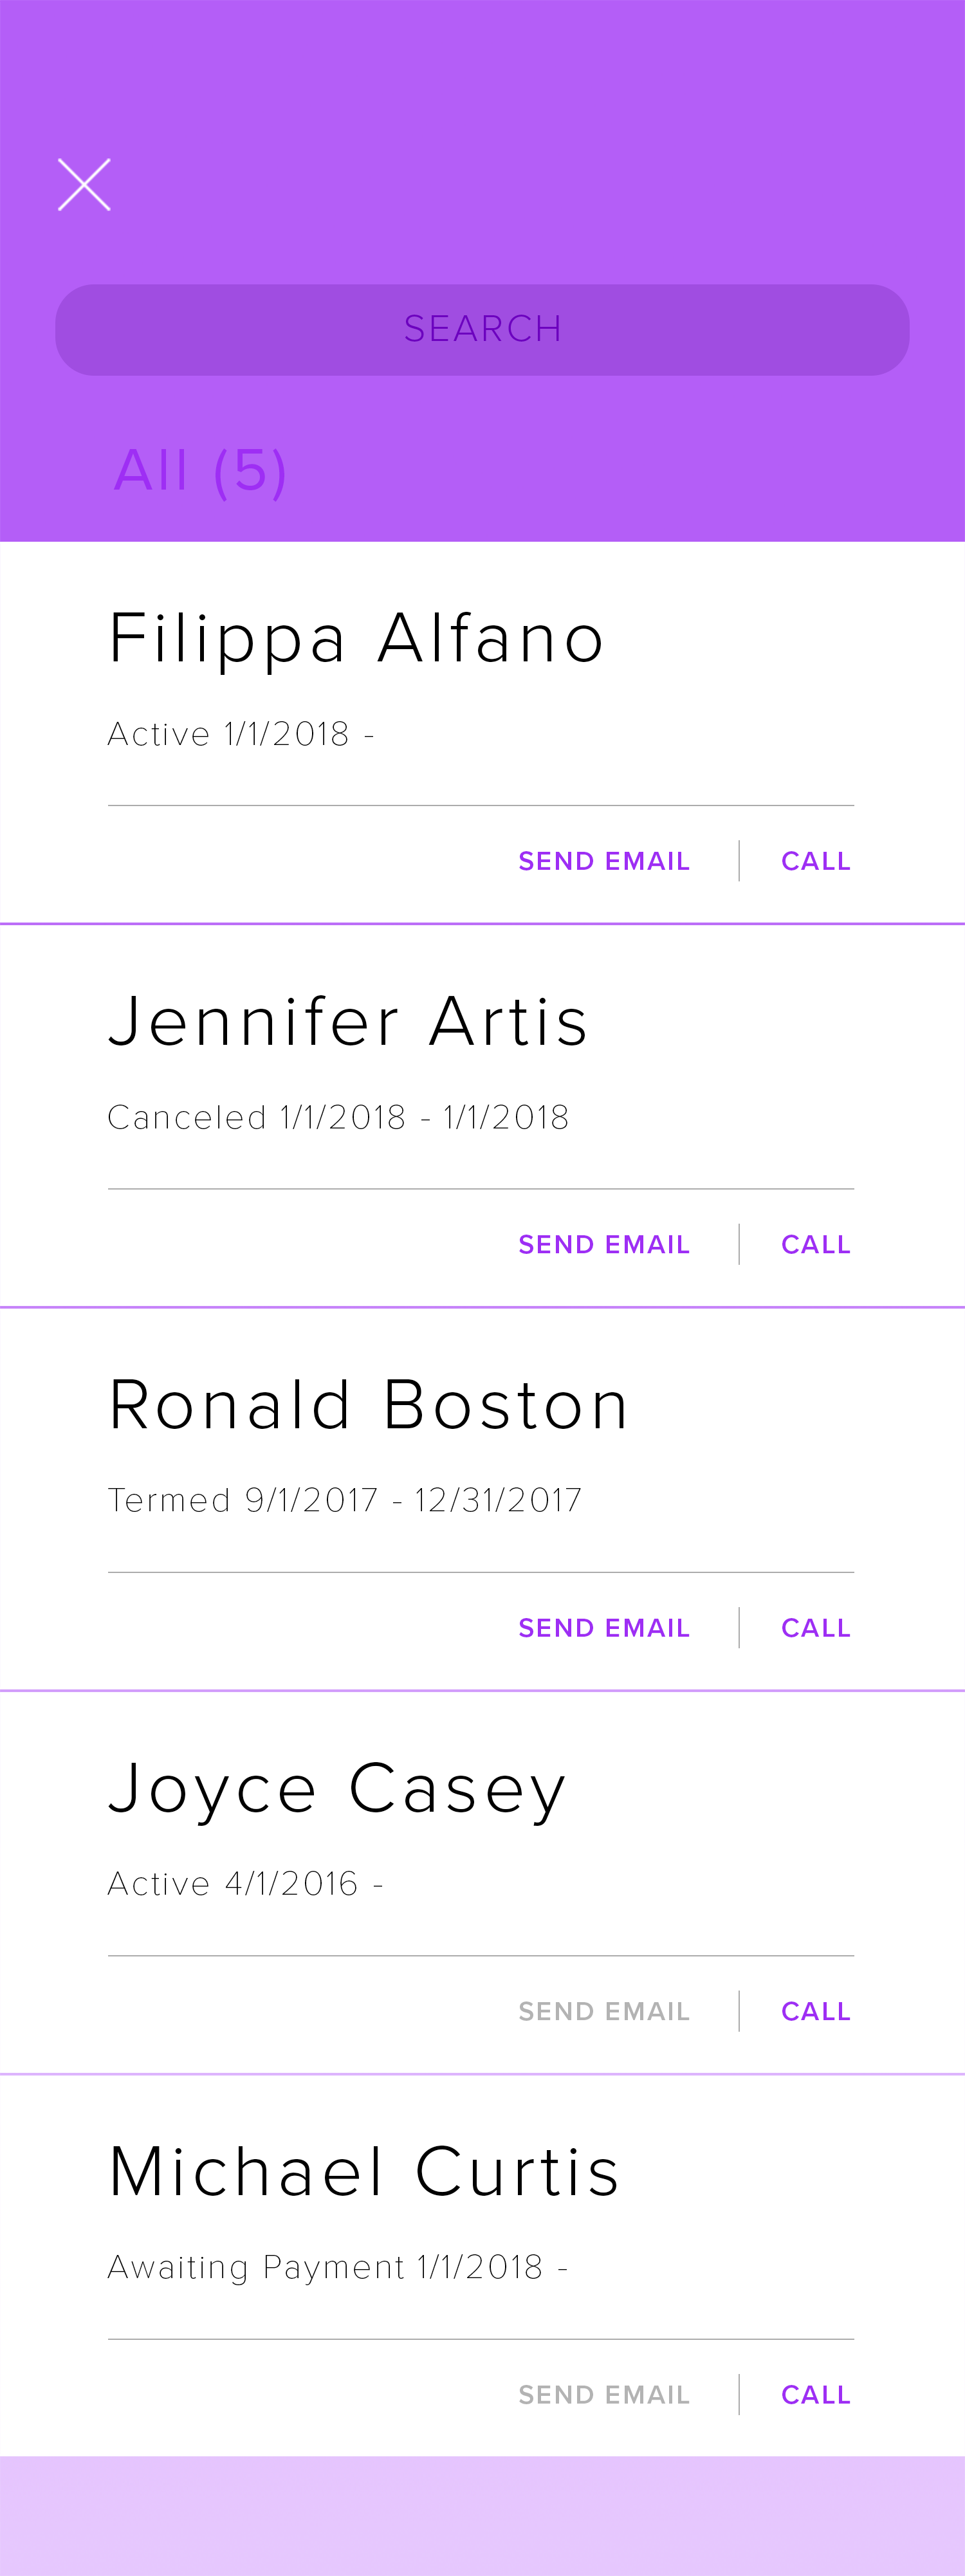 SEARCH
All (5)
Filippa Alfano
Active 1/1/2018 -
SEND EMAIL CALL
Jennifer Artis
Canceled 1/1/2018 - 1/1/2018
SEND EMAIL CALL
Ronald Boston
Termed 9/1/2017 - 12/31/2017
SEND EMAIL CALL
Joyce Casey
Active 4/1/2016 -
SEND EMAIL CALL
Michael Curtis
Awaiting Payment 1/1/2018 -
SEND EMAIL CALL